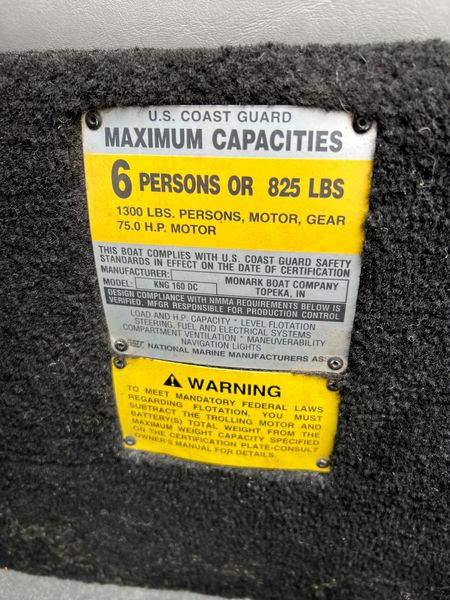 U.S. COAST GUARD
MAXIMUM CAPACITIES
6 PERSONS OR 825 LBS
1300 LBS. PERSONS, MOTOR, GEAR
75.0 H.P. MOTOR
THIS BOAT COMPLIES WITH U.S. COAST GUARD SAFETY
STANDARDS IN EFFECT ON THE DATE OF CERTIFICATION
MANUFACTURER: MONARK BOAT COMPANY
MODEL: KNG 160 DC TOPEKA, IN
DESIGN COMPLIANCE WITH NMMA REQUIREMENTS BELOW IS
VERIFIED. MFGR RESPONSIBLE FOR PRODUCTION CONTROL
LOAD AND H.P. CAPACITY * LEVEL FLOTATION
STEERING, FUEL AND ELECTRICAL SYSTEMS
COMPARTMENT VENTILATION * MANEUVERABILITY
NAVIGATION LIGHTS
NATIONAL MARINE MANUFACTURERS AS
WARNING
TO MEET MANDATORY FEDERAL LAWS
REGARDING FLOTATION, YOU MUST
SUBTRACT THE TROLLING MOTOR AND
BATTERY(S) TOTAL WEIGHT FROM THE
MAXIMUM WEIGHT CAPACITY SPECIFIED
ON THE CERTIFICATION PLATE-CONSULT
OWNER'S MANUAL FOR DETAILS.